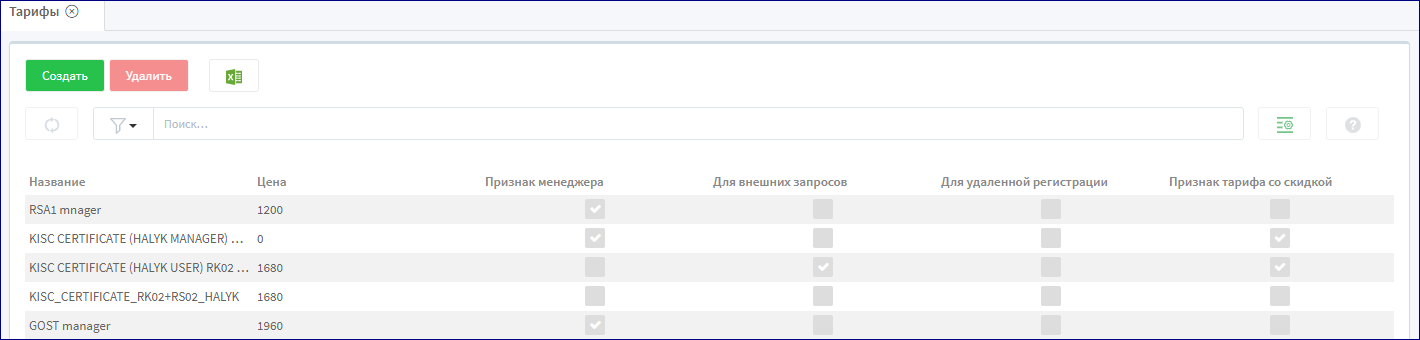 Тарифы
Создать Удалить
Поиск...
Название Цена Признак менеджера Для внешних запросов Для удаленной регистрации Признак тарифа со скидкой
RSA1 mnager 1200
KISC CERTIFICATE (HALYK MANAGER) ... 0
KISC CERTIFICATE (HALYK USER) RK02 ... 1680
KISC_CERTIFICATE_RK02+RS02_HALYK 1680
GOST manager 1960